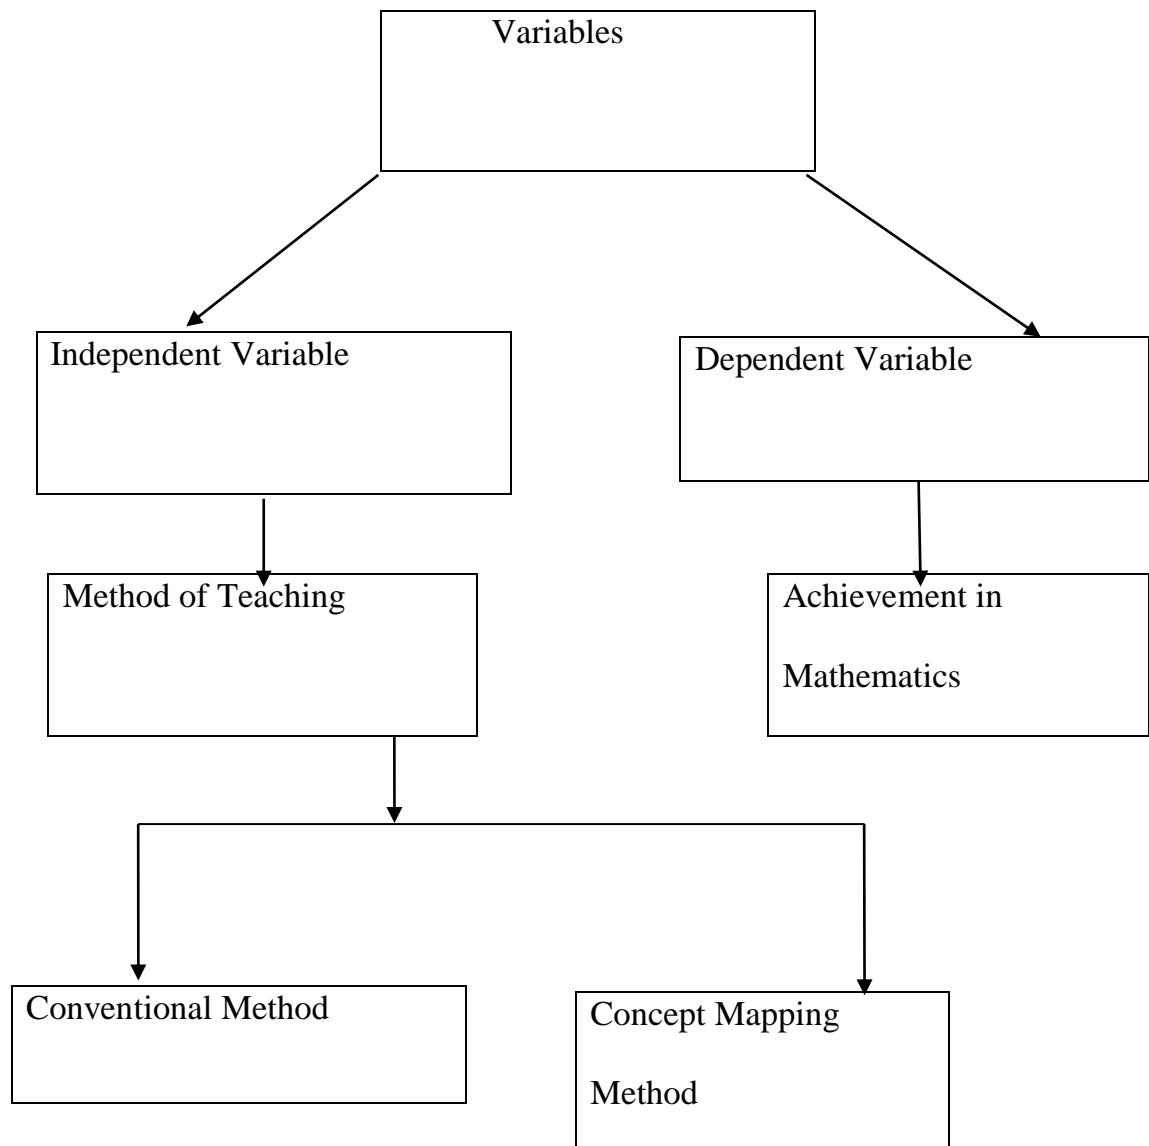 Variables
Independent Variable
Dependent Variable
Method of Teaching
Achievement in
Mathematics
Conventional Method
Concept Mapping
Method